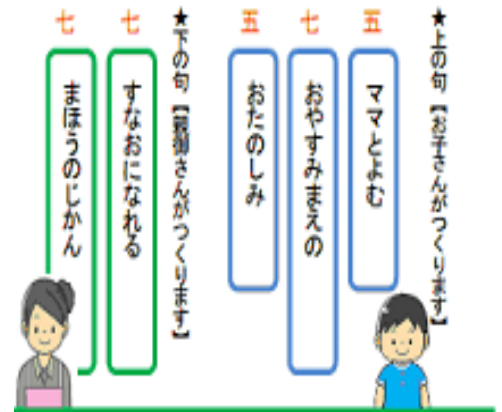 ★上の句【お子さんがつくります】
五
ママとよむ
七
おやすみまえの
五
おたのしみ
★下の句【親御さんがつくります】
七
すなおになれる
七
まほうのじかん